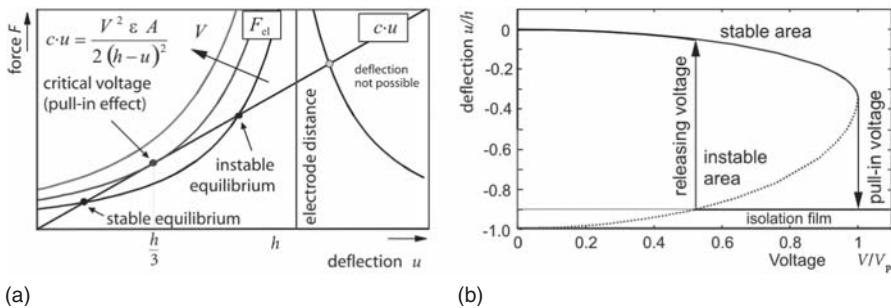 force F
c·u = V² ε A / 2 (h–u)²
V
F_el
c·u
critical voltage
(pull-in effect)
deflection
not possible
electrode distance
instable
equilibrium
stable equilibrium
h/3
h
deflection u
(a)
deflection u/h
0
-0.2
-0.4
-0.6
-0.8
-1.0
stable area
releasing voltage
instable
area
pull-in voltage
isolation film
0
0.2
0.4
0.6
0.8
1
Voltage
V/V_p
(b)